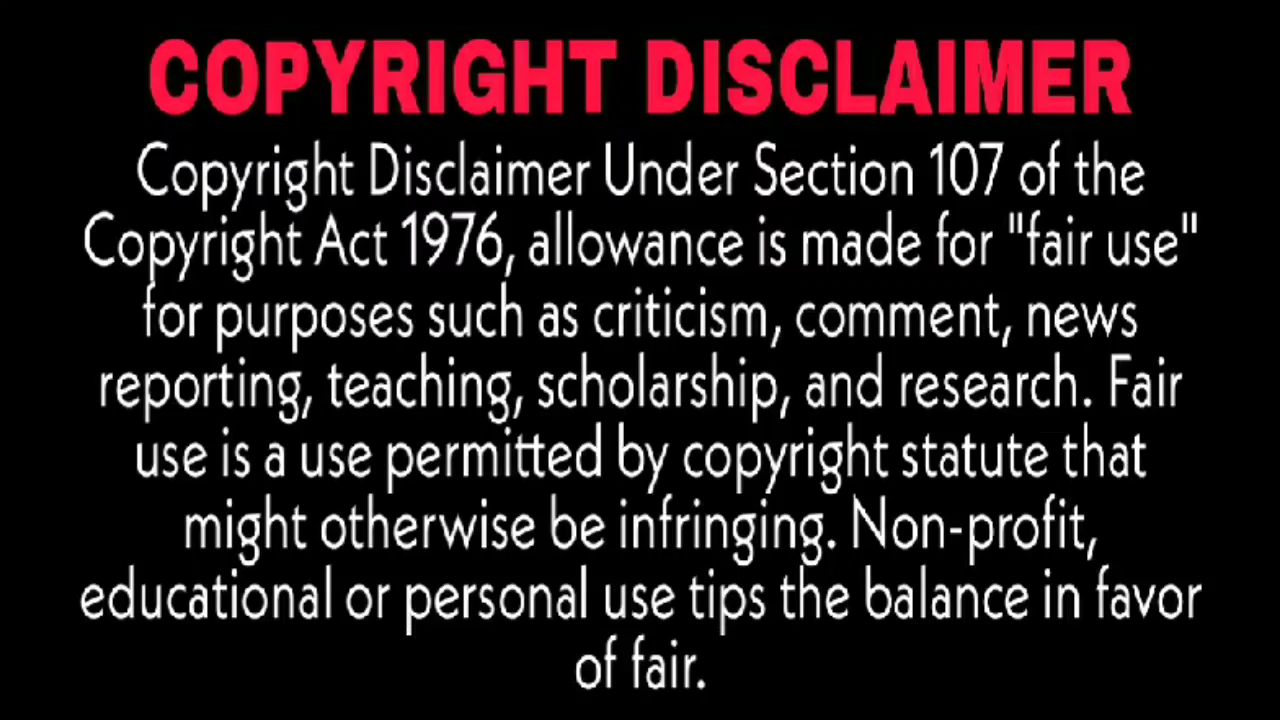 COPYRIGHT DISCLAIMER
Copyright Disclaimer Under Section 107 of the
Copyright Act 1976, allowance is made for "fair use"
for purposes such as criticism, comment, news
reporting, teaching, scholarship, and research. Fair
use is a use permitted by copyright statute that
might otherwise be infringing. Non-profit,
educational or personal use tips the balance in favor
of fair.